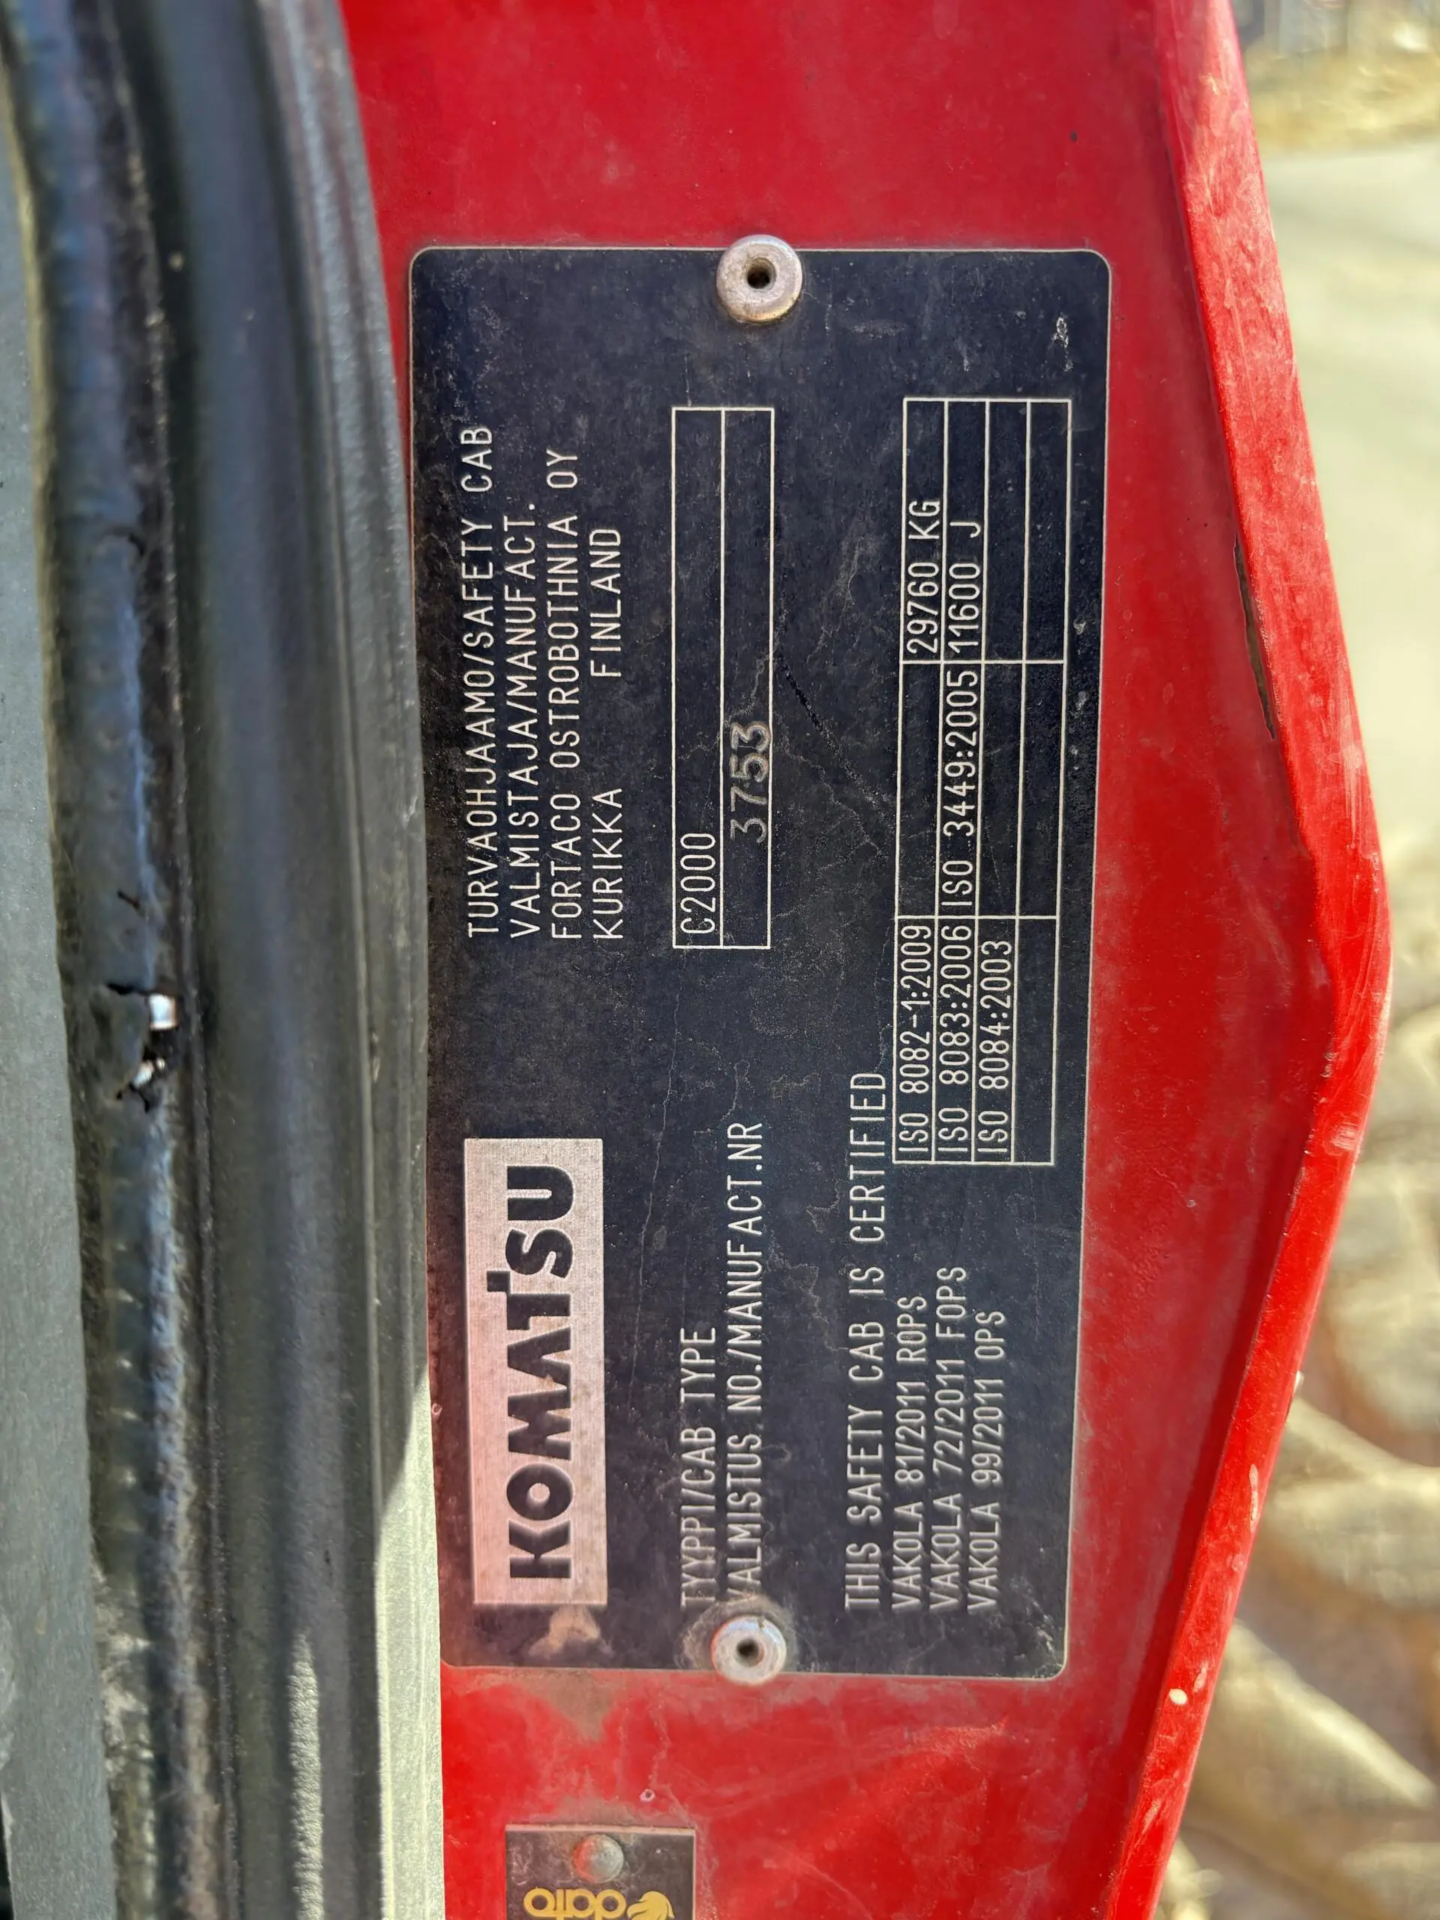 KOMATSU
TURVAOHJAAMO/SAFETY CAB
VALMISTAJA/MANUFACT.
FORTACO OSTROBOTHNIA OY
KURIKKA FINLAND
TYYPPI/CAB TYPE C2000
VALMISTUS NO./MANUFACT.NR 3753
THIS SAFETY CAB IS CERTIFIED
VAKOLA 81/2011 ROPS ISO 8082-1:2009 29760 KG
VAKOLA 72/2011 FOPS ISO 8083:2006 ISO 3449:2005 11600 J
VAKOLA 99/2011 OPS ISO 8084:2003
dafo